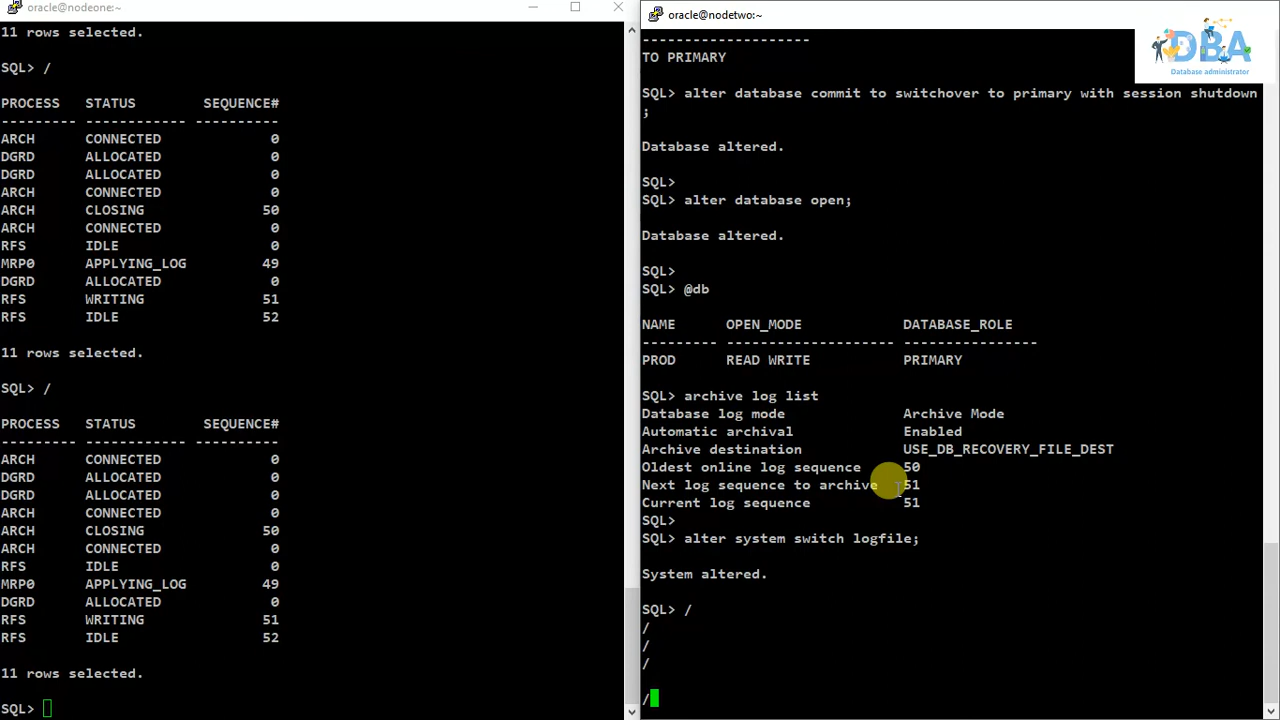 oracle@nodeone:~
11 rows selected.
SQL> /
PROCESS   STATUS       SEQUENCE#
--------- ------------ ----------
ARCH      CONNECTED             0
DGRD      ALLOCATED             0
DGRD      ALLOCATED             0
ARCH      CONNECTED             0
ARCH      CLOSING              50
ARCH      CONNECTED             0
RFS       IDLE                  0
MRP0      APPLYING_LOG         49
DGRD      ALLOCATED             0
RFS       WRITING              51
RFS       IDLE                 52
11 rows selected.
SQL> /
PROCESS   STATUS       SEQUENCE#
--------- ------------ ----------
ARCH      CONNECTED             0
DGRD      ALLOCATED             0
DGRD      ALLOCATED             0
ARCH      CONNECTED             0
ARCH      CLOSING              50
ARCH      CONNECTED             0
RFS       IDLE                  0
MRP0      APPLYING_LOG         49
DGRD      ALLOCATED             0
RFS       WRITING              51
RFS       IDLE                 52
11 rows selected.
SQL>
oracle@nodetwo:~
DBA
Database administrator
--------------------
TO PRIMARY
SQL> alter database commit to switchover to primary with session shutdown
;
Database altered.
SQL>
SQL> alter database open;
Database altered.
SQL>
SQL> @db
NAME      OPEN_MODE            DATABASE_ROLE
--------- -------------------- ----------------
PROD      READ WRITE           PRIMARY
SQL> archive log list
Database log mode              Archive Mode
Automatic archival             Enabled
Archive destination            USE_DB_RECOVERY_FILE_DEST
Oldest online log sequence     50
Next log sequence to archive   51
Current log sequence           51
SQL>
SQL> alter system switch logfile;
System altered.
SQL> /
/
/
/
/